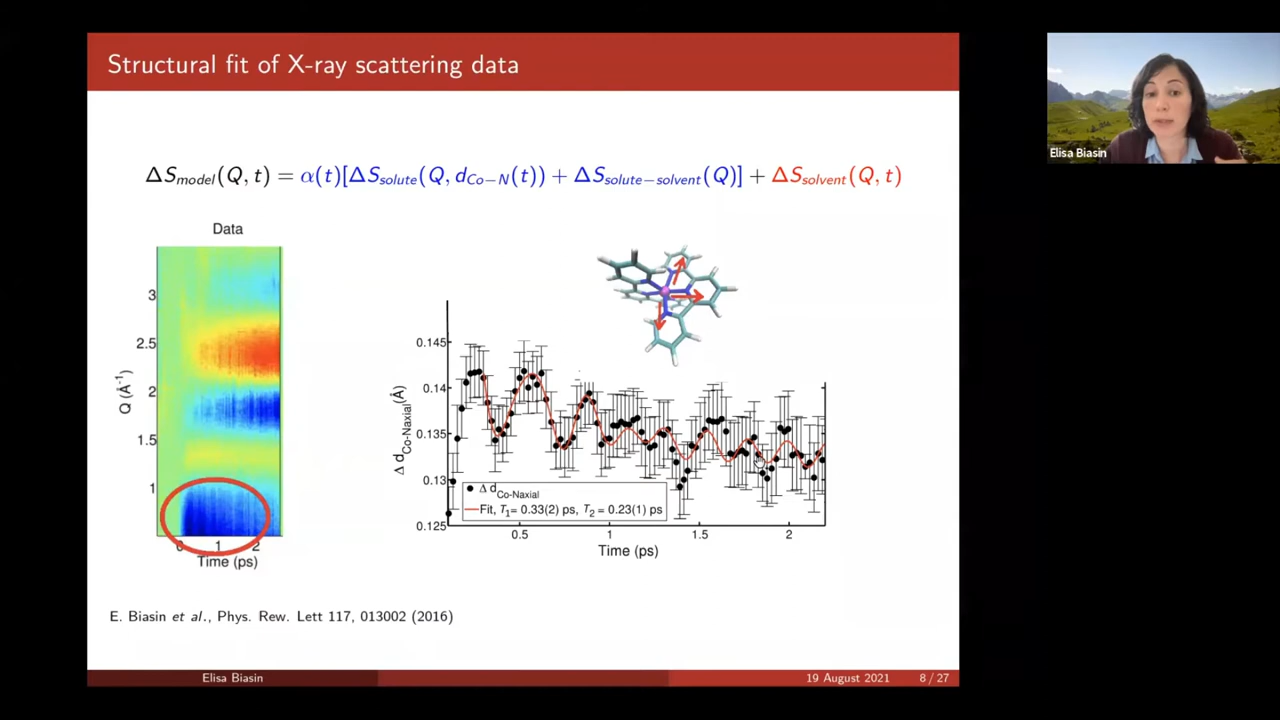 Structural fit of X-ray scattering data
ΔS_model(Q, t) = α(t)[ΔS_solute(Q, d_Co−N(t)) + ΔS_solute−solvent(Q)] + ΔS_solvent(Q, t)
Data
Q (Å⁻¹)
3
2.5
2
1.5
1
0 1 2
Time (ps)
Δ d_Co-Naxial(Å)
0.145
0.14
0.135
0.13
0.125
Δ d_Co-Naxial
Fit, T₁= 0.33(2) ps, T₂ = 0.23(1) ps
0.5 1 1.5 2
Time (ps)
E. Biasin et al., Phys. Rew. Lett 117, 013002 (2016)
Elisa Biasin 19 August 2021 8 / 27
Elisa Biasin